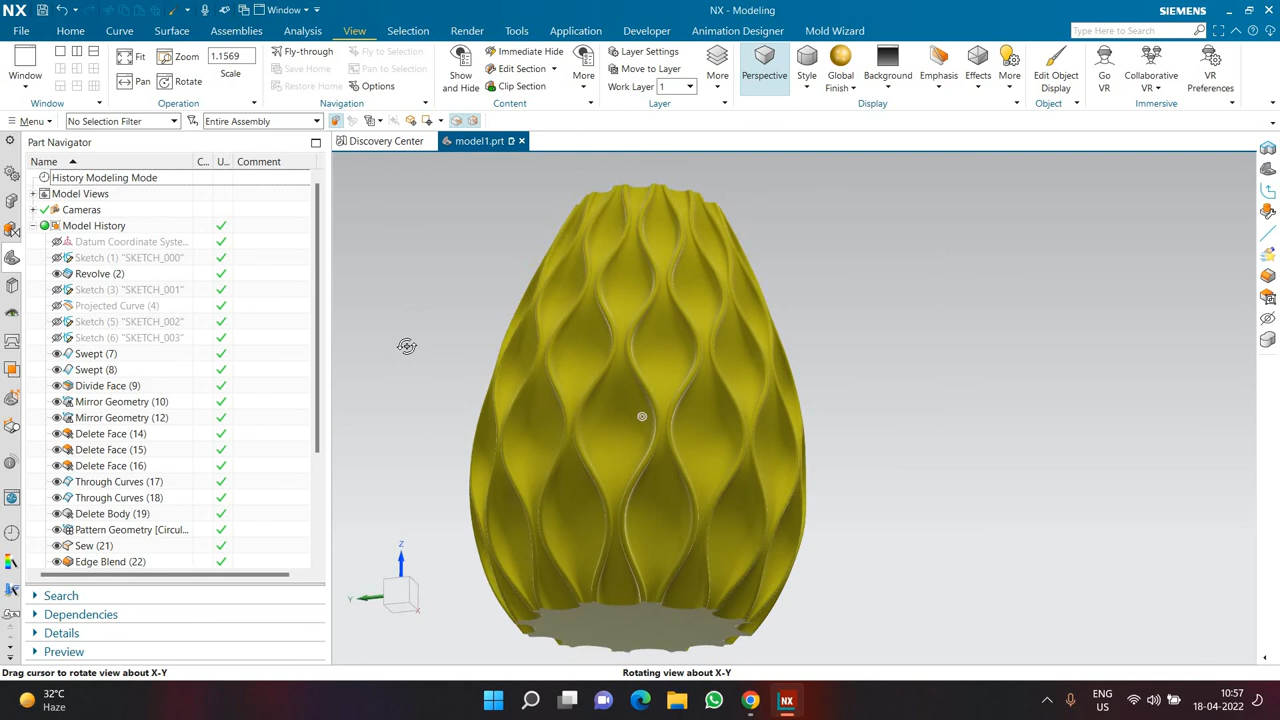 NX
Window
NX - Modeling
SIEMENS
File Home Curve Surface Assemblies Analysis View Selection Render Tools Application Developer Animation Designer Mold Wizard
Type Here to Search
Window
Fit
Pan
Zoom
Rotate
1.1569
Scale
Fly-through
Save Home
Restore Home
Fly to Selection
Pan to Selection
Options
Show and Hide
Immediate Hide
Edit Section
Clip Section
More
Layer Settings
Move to Layer
Work Layer 1
More
Perspective
Style
Global Finish
Background
Emphasis
Effects
More
Edit Object Display
Go VR
Collaborative VR
VR Preferences
Window Operation Navigation Content Layer Display Object Immersive
Menu No Selection Filter Entire Assembly
Part Navigator
Discovery Center model1.prt
Name C... U... Comment
History Modeling Mode
Model Views
Cameras
Model History
Datum Coordinate Syste...
Sketch (1) "SKETCH_000"
Revolve (2)
Sketch (3) "SKETCH_001"
Projected Curve (4)
Sketch (5) "SKETCH_002"
Sketch (6) "SKETCH_003"
Swept (7)
Swept (8)
Divide Face (9)
Mirror Geometry (10)
Mirror Geometry (12)
Delete Face (14)
Delete Face (15)
Delete Face (16)
Through Curves (17)
Through Curves (18)
Delete Body (19)
Pattern Geometry [Circul...
Sew (21)
Edge Blend (22)
Search
Dependencies
Details
Preview
Z
Y
X
Drag cursor to rotate view about X-Y
Rotating view about X-Y
32°C
Haze
NX
ENG
US
10:57
18-04-2022